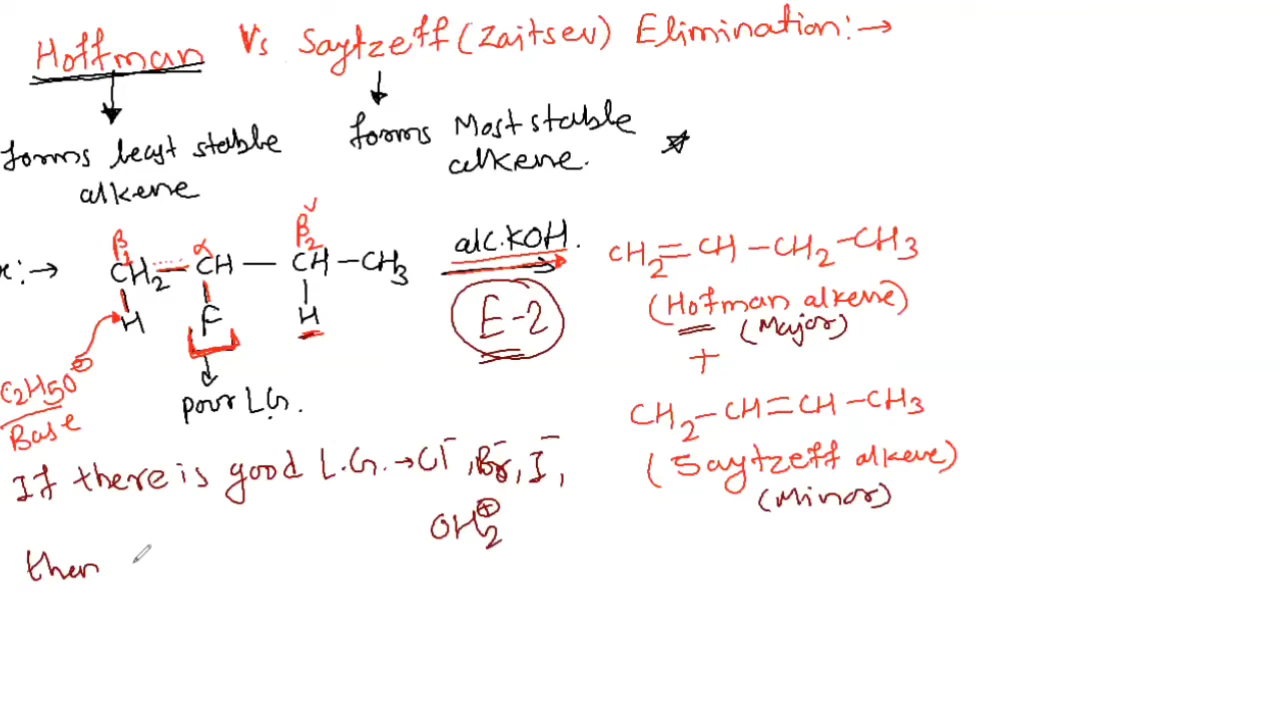 Hoffman Vs Saytzeff (Zaitsev) Elimination:→
forms least stable alkene
forms Most stable alkene.
x:→
β1 α β2
CH2 CH — CH — CH3
H F H
poor L.G.
C2H5O⊖
Base
alc. KOH.
E-2
CH2=CH—CH2—CH3
(Hofman alkene)
(Major)
+
CH2—CH=CH—CH3
(Saytzeff alkene)
(Minor)
If there is good L.G.→Cl⁻, Br⁻, I⁻,
OH2⊕
then